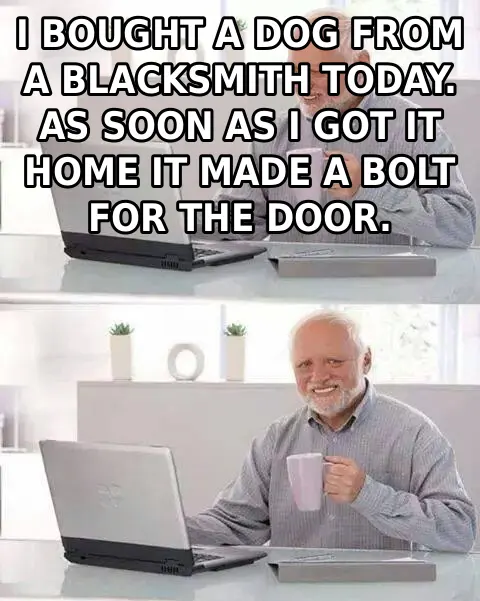 I BOUGHT A DOG FROM
A BLACKSMITH TODAY.
AS SOON AS I GOT IT
HOME IT MADE A BOLT
FOR THE DOOR.